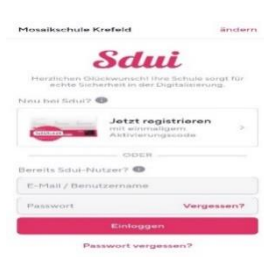 Mosaikschule Krefeld ändern
Sdui
Herzlichen Glückwunsch! Ihre Schule sorgt für
echte Sicherheit in der Digitalisierung.
Neu bei Sdui?
Jetzt registrieren
mit einmaligem
Aktivierungscode
ODER
Bereits Sdui-Nutzer?
E-Mail / Benutzername
Passwort Vergessen?
Einloggen
Passwort vergessen?